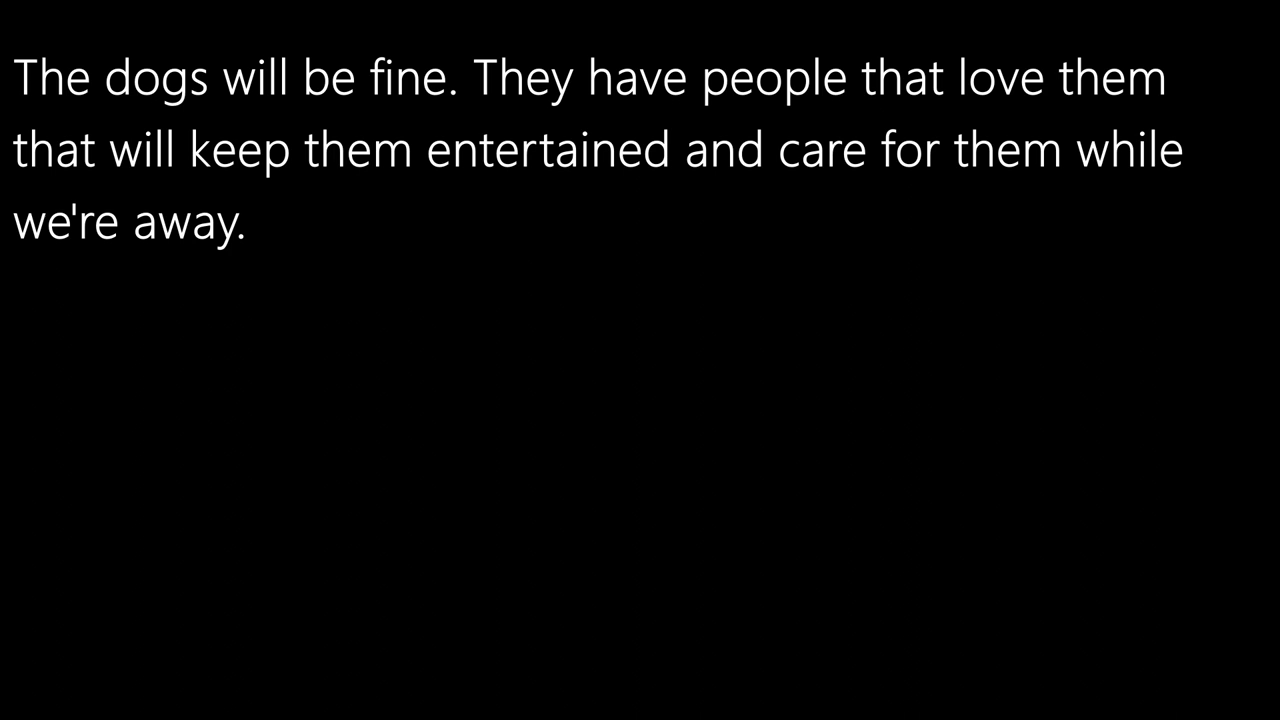 The dogs will be fine. They have people that love them
that will keep them entertained and care for them while
we're away.